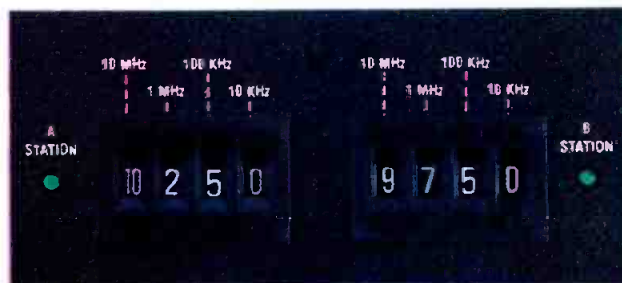 10 MHz 100 KHz 10 MHz 100 KHz
1 MHz 10 KHz 1 MHz 10 KHz
A STATION
10 2 5 0
9 7 5 0
B STATION